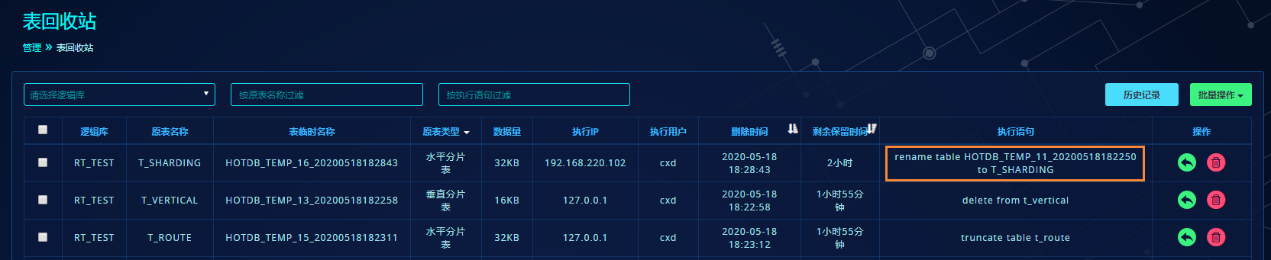 表回收站
管理 » 表回收站
请选择逻辑库 按原表名称过滤 按执行语句过滤 历史记录 批量操作
逻辑库 原表名称 表临时名称 原表类型 数据量 执行IP 执行用户 删除时间 剩余保留时间 执行语句 操作
RT_TEST T_SHARDING HOTDB_TEMP_16_20200518182843 水平分片表 32KB 192.168.220.102 cxd 2020-05-18 18:28:43 2小时 rename table HOTDB_TEMP_11_20200518182250 to T_SHARDING
RT_TEST T_VERTICAL HOTDB_TEMP_13_20200518182258 垂直分片表 16KB 127.0.0.1 cxd 2020-05-18 18:22:58 1小时55分钟 delete from t_vertical
RT_TEST T_ROUTE HOTDB_TEMP_15_20200518182311 水平分片表 32KB 127.0.0.1 cxd 2020-05-18 18:23:12 1小时55分钟 truncate table t_route